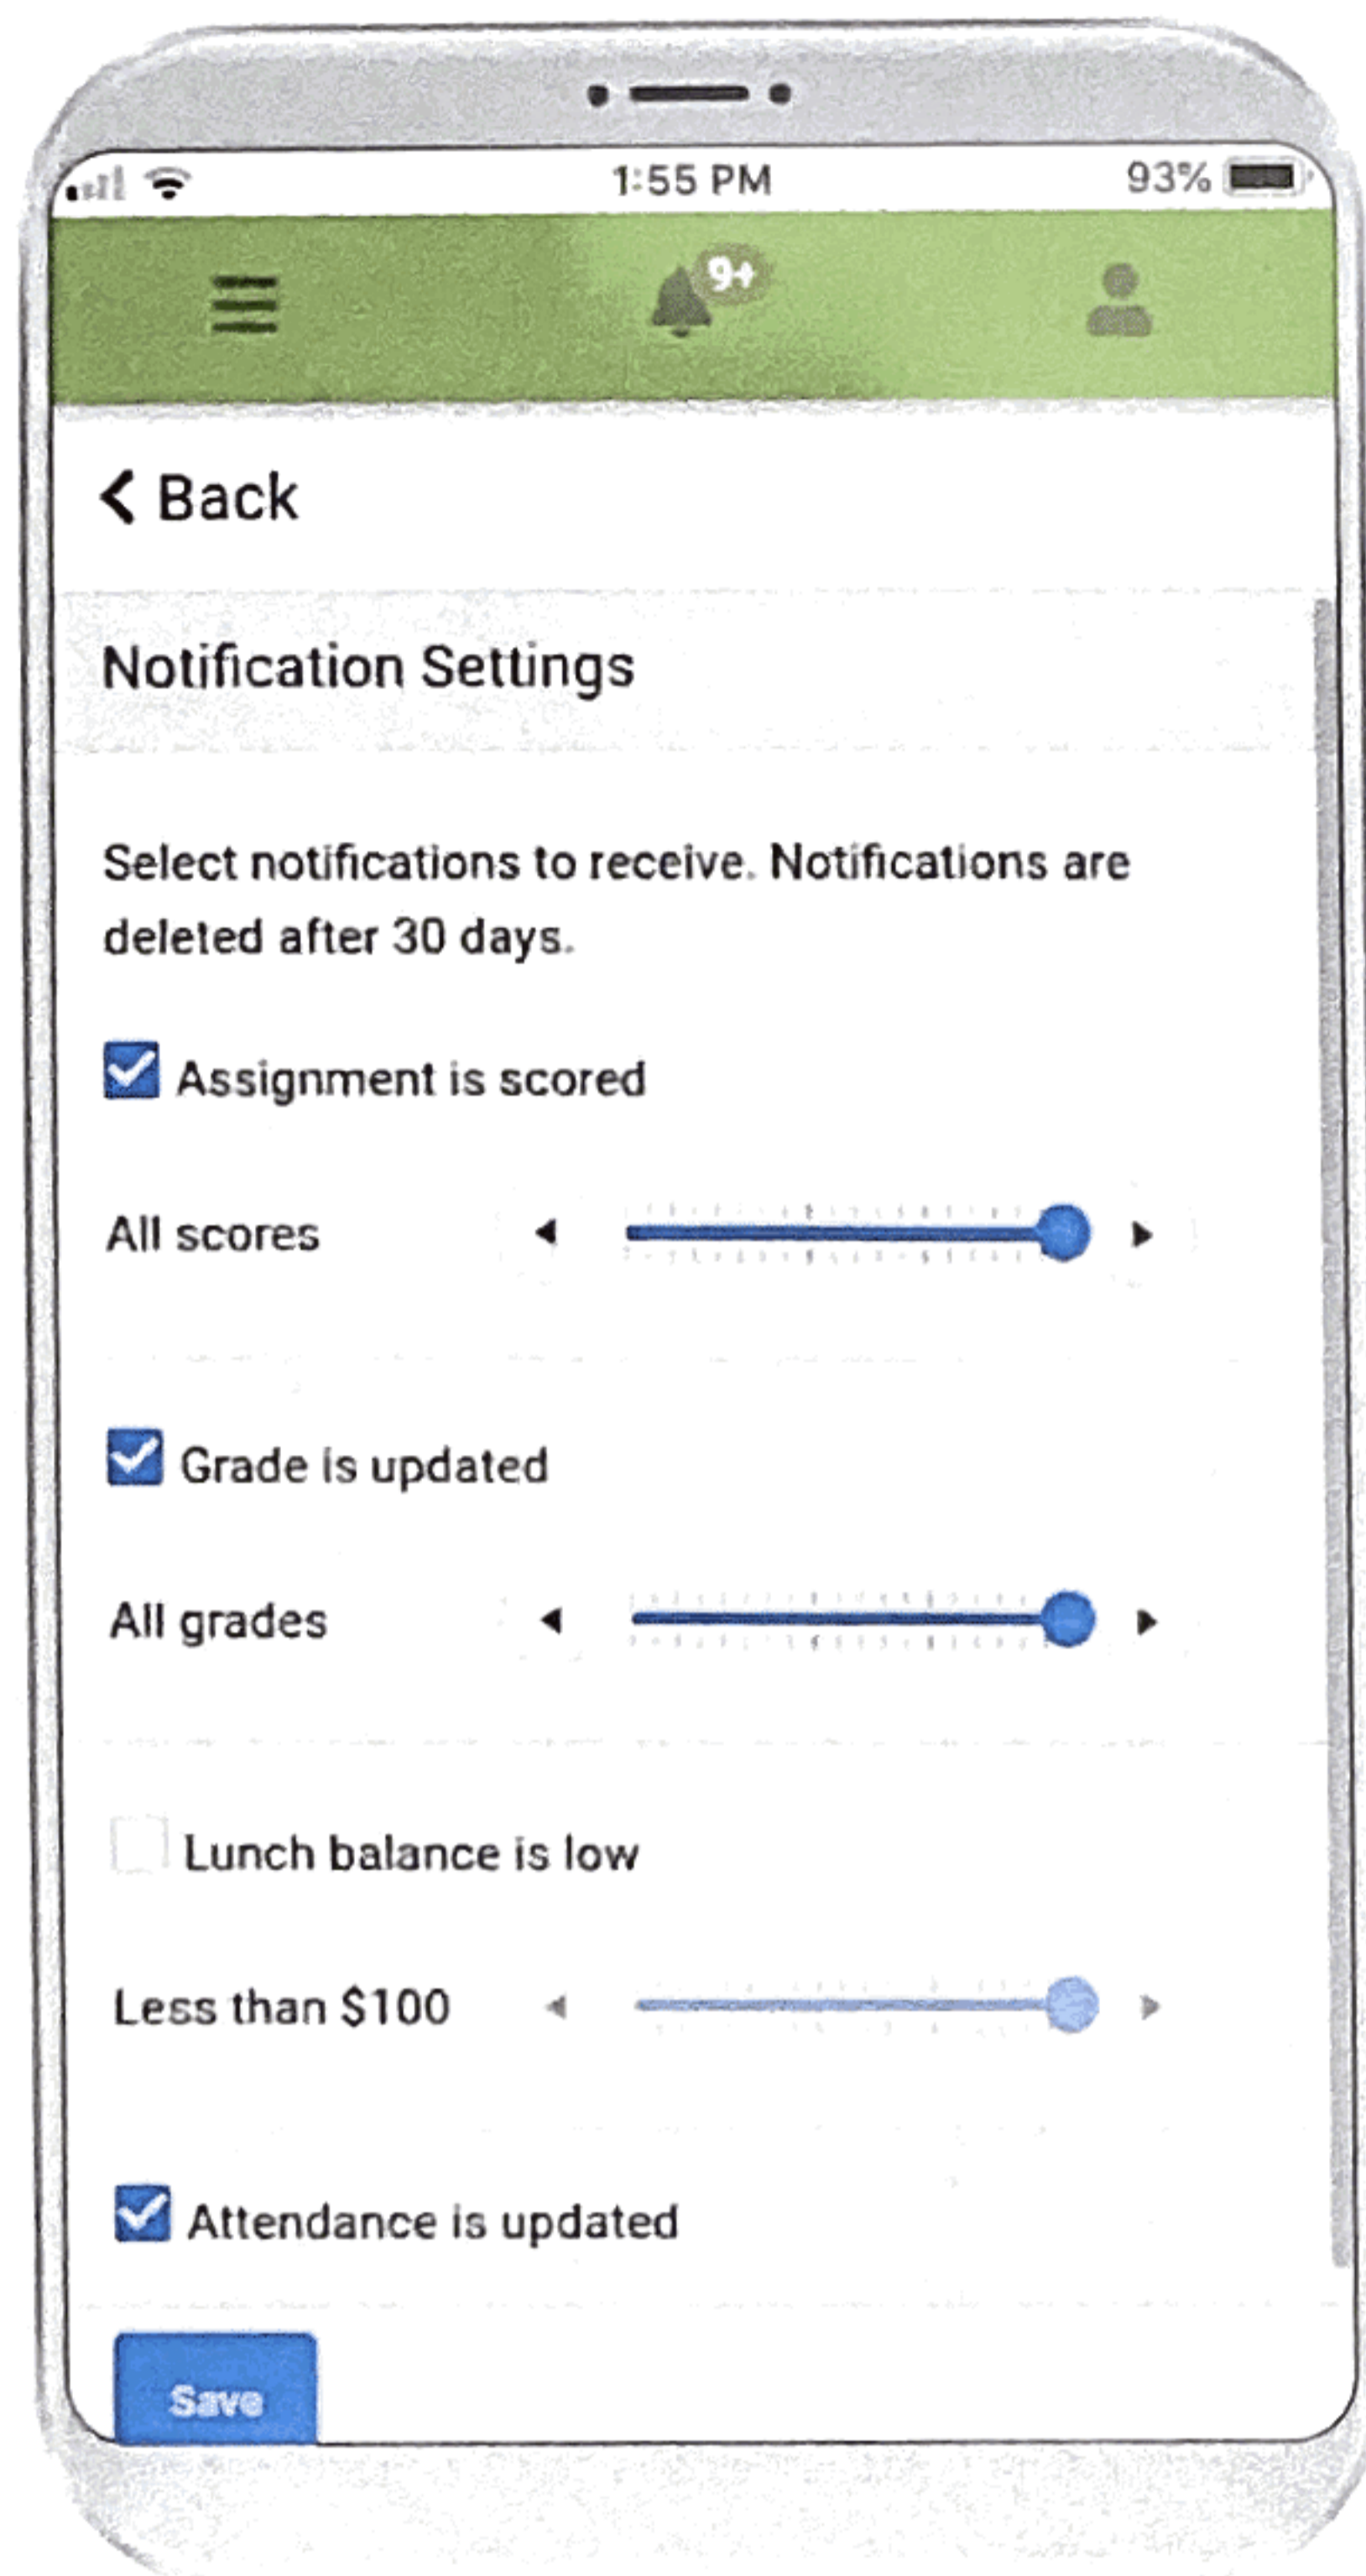 1:55 PM
93%
9+
Back
Notification Settings
Select notifications to receive. Notifications are
deleted after 30 days.
Assignment is scored
All scores
Grade is updated
All grades
Lunch balance is low
Less than $100
Attendance is updated
Save